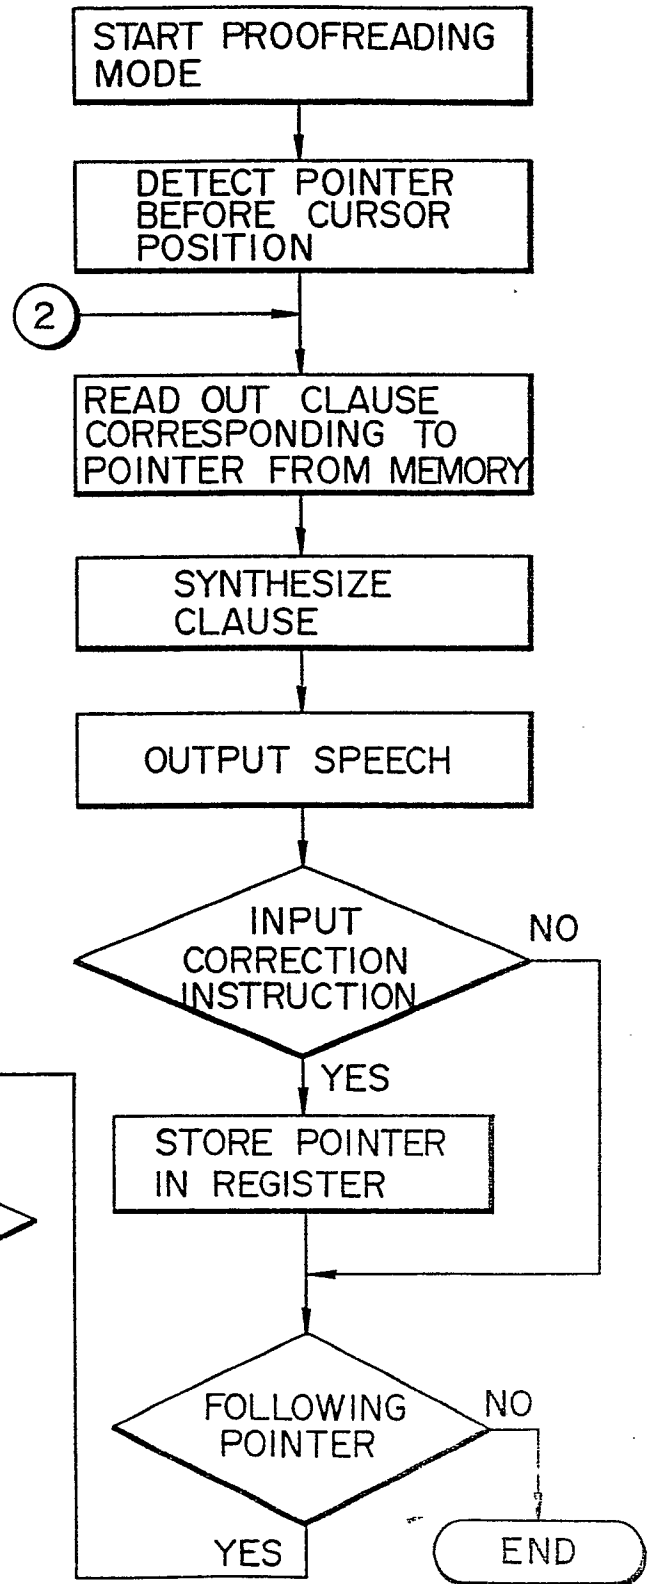 START PROOFREADING
MODE
DETECT POINTER
BEFORE CURSOR
POSITION
2
READ OUT CLAUSE
CORRESPONDING TO
POINTER FROM MEMORY
SYNTHESIZE
CLAUSE
OUTPUT SPEECH
INPUT
CORRECTION
INSTRUCTION
NO
YES
STORE POINTER
IN REGISTER
FOLLOWING
POINTER
NO
YES
END